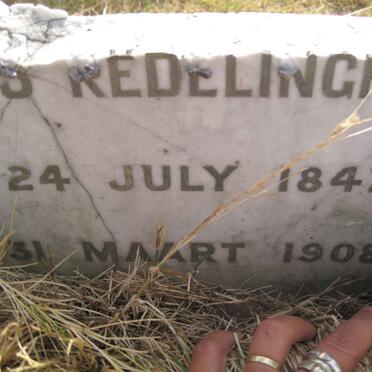 S REDELINGH
24 JULY 184
31 MAART 1908